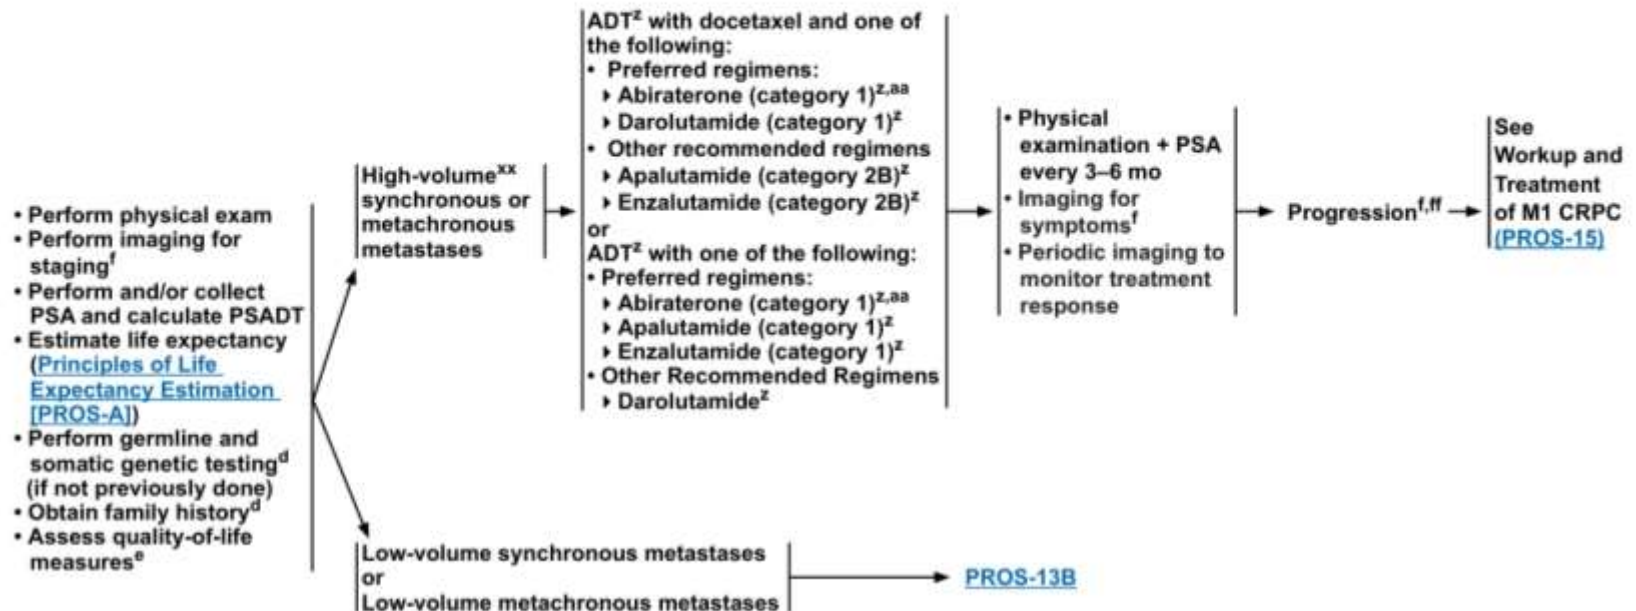 • Perform physical exam
• Perform imaging for
staging^f
• Perform and/or collect
PSA and calculate PSADT
• Estimate life expectancy
(Principles of Life
Expectancy Estimation
[PROS-A])
• Perform germline and
somatic genetic testing^d
(if not previously done)
• Obtain family history^d
• Assess quality-of-life
measures^e
High-volume^xx
synchronous or
metachronous
metastases
ADT^z with docetaxel and one of
the following:
• Preferred regimens:
▸ Abiraterone (category 1)^z,aa
▸ Darolutamide (category 1)^z
• Other recommended regimens
▸ Apalutamide (category 2B)^z
▸ Enzalutamide (category 2B)^z
or
ADT^z with one of the following:
• Preferred regimens:
▸ Abiraterone (category 1)^z,aa
▸ Apalutamide (category 1)^z
▸ Enzalutamide (category 1)^z
• Other Recommended Regimens
▸ Darolutamide^z
• Physical
examination + PSA
every 3–6 mo
• Imaging for
symptoms^f
• Periodic imaging to
monitor treatment
response
Progression^f,ff
See
Workup and
Treatment
of M1 CRPC
(PROS-15)
Low-volume synchronous metastases
or
Low-volume metachronous metastases
PROS-13B